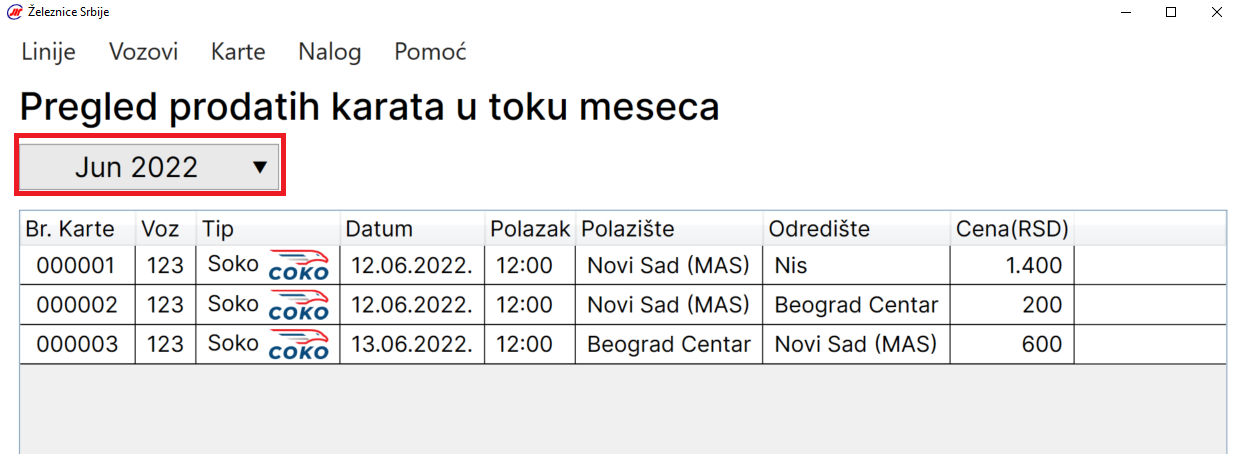 Železnice Srbije
Linije Vozovi Karte Nalog Pomoć
Pregled prodatih karata u toku meseca
Jun 2022
Br. Karte Voz Tip Datum Polazak Polazište Odredište Cena(RSD)
000001 123 Soko СОКО 12.06.2022. 12:00 Novi Sad (MAS) Nis 1.400
000002 123 Soko СОКО 12.06.2022. 12:00 Novi Sad (MAS) Beograd Centar 200
000003 123 Soko СОКО 13.06.2022. 12:00 Beograd Centar Novi Sad (MAS) 600